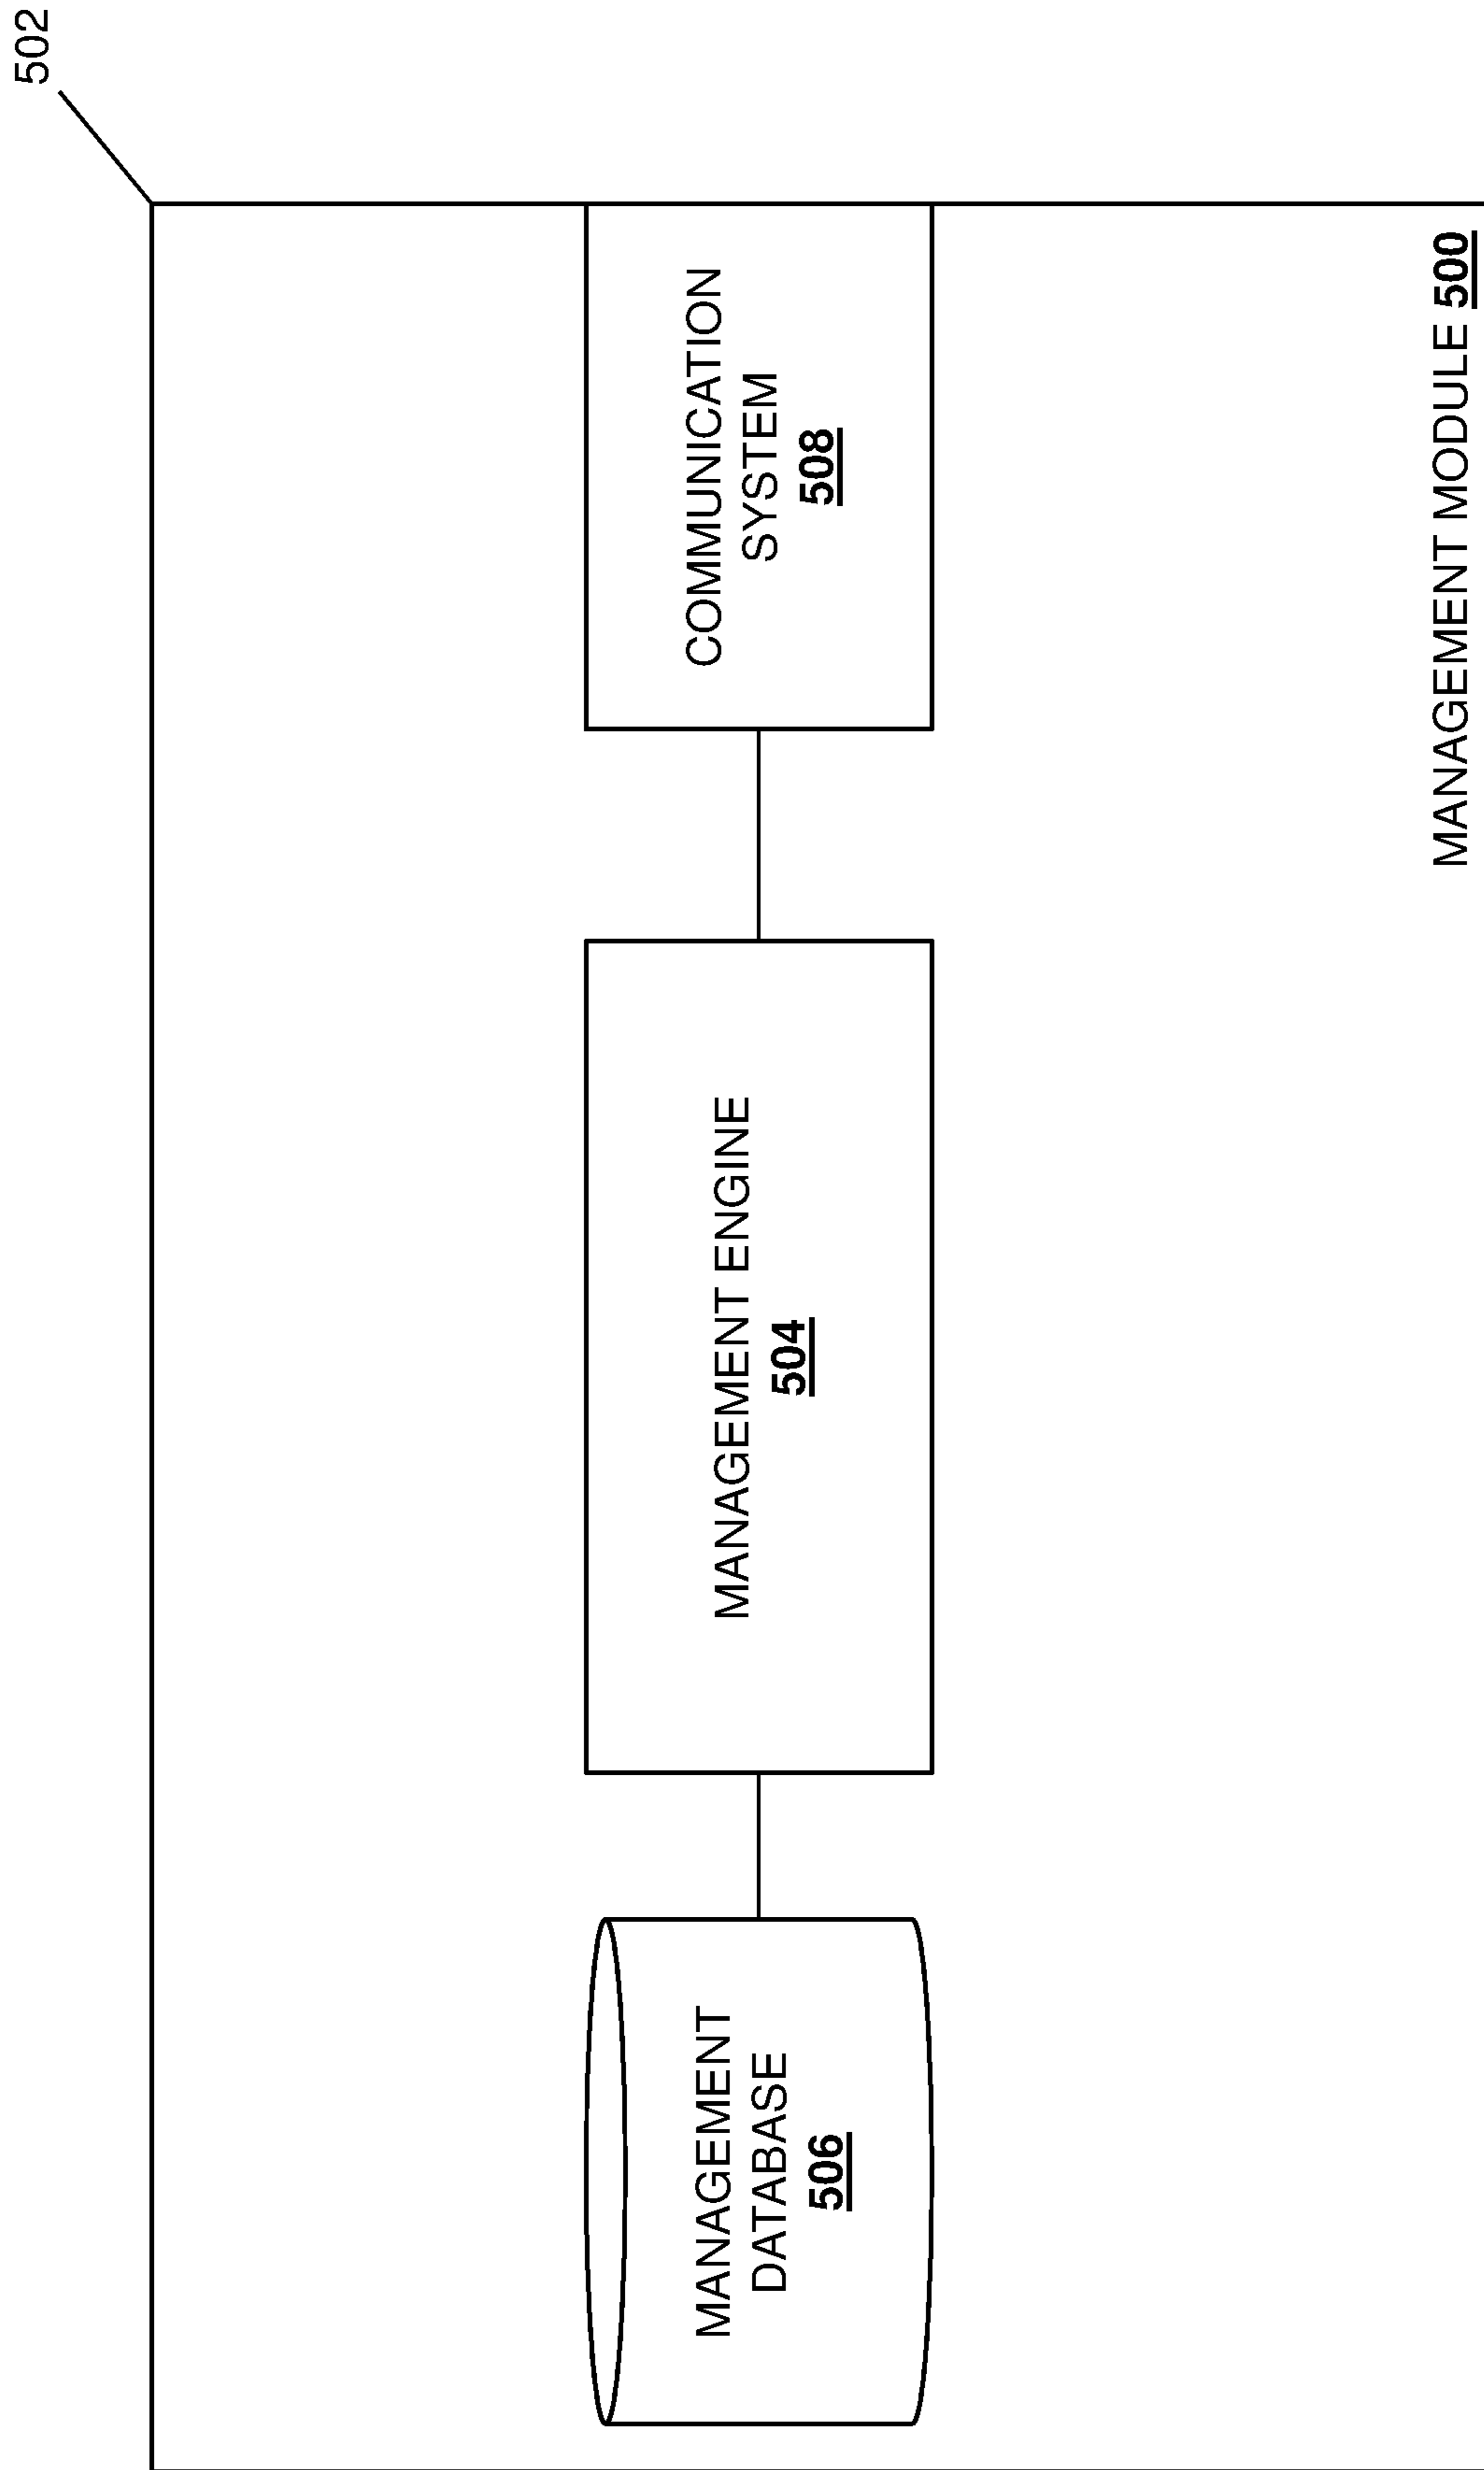 502
MANAGEMENT
DATABASE
506
MANAGEMENT ENGINE
504
COMMUNICATION
SYSTEM
508
MANAGEMENT MODULE 500